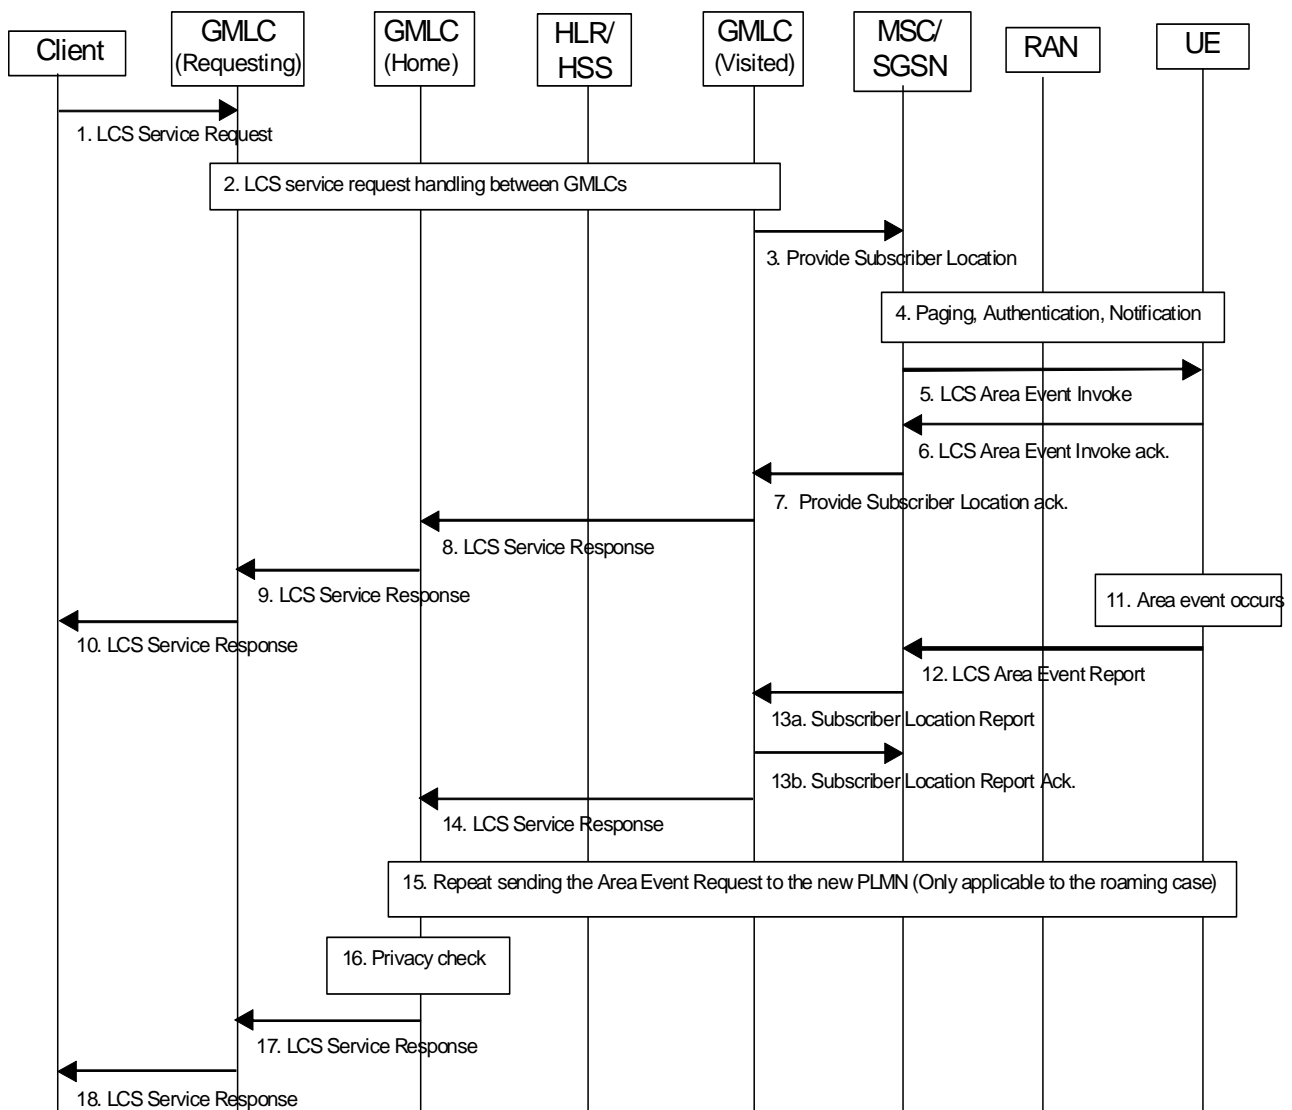 Client
GMLC
(Requesting)
GMLC
(Home)
HLR/
HSS
GMLC
(Visited)
MSC/
SGSN
RAN
UE
1. LCS Service Request
2. LCS service request handling between GMLCs
3. Provide Subscriber Location
4. Paging, Authentication, Notification
5. LCS Area Event Invoke
6. LCS Area Event Invoke ack.
7. Provide Subscriber Location ack.
8. LCS Service Response
9. LCS Service Response
10. LCS Service Response
11. Area event occurs
12. LCS Area Event Report
13a. Subscriber Location Report
13b. Subscriber Location Report Ack.
14. LCS Service Response
15. Repeat sending the Area Event Request to the new PLMN (Only applicable to the roaming case)
16. Privacy check
17. LCS Service Response
18. LCS Service Response